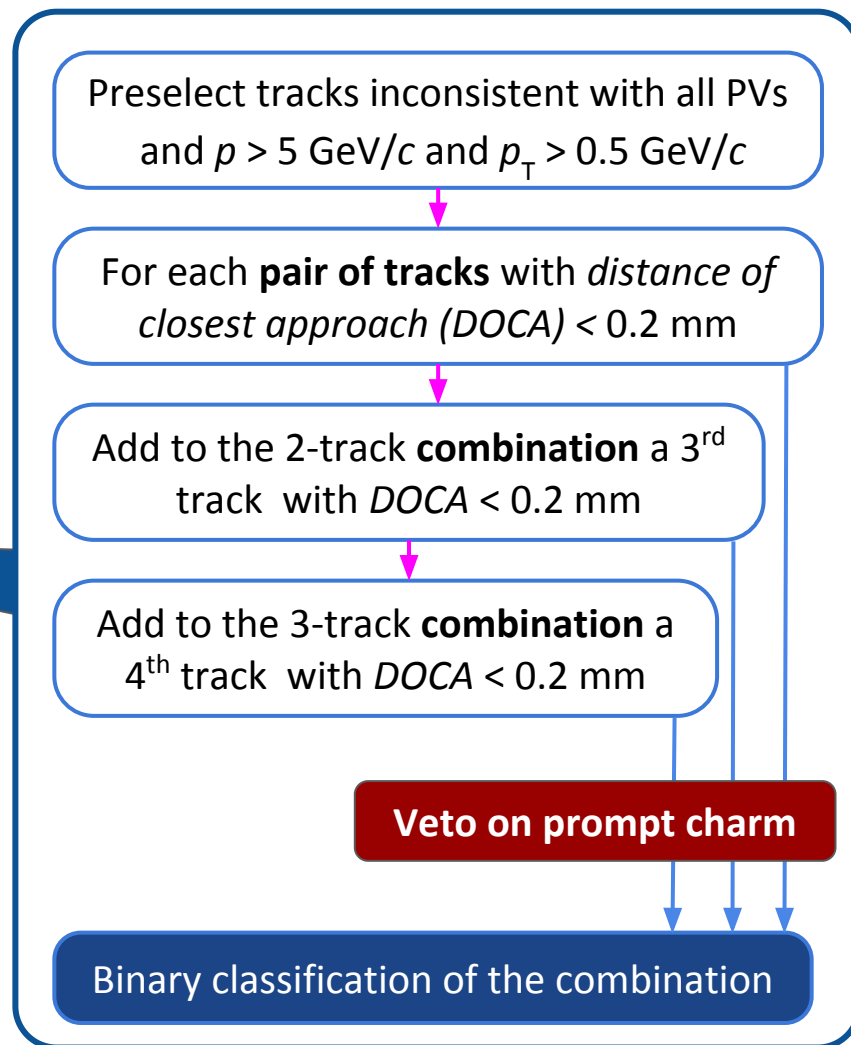 Preselect tracks inconsistent with all PVs
and p > 5 GeV/c and pT > 0.5 GeV/c
For each pair of tracks with distance of
closest approach (DOCA) < 0.2 mm
Add to the 2-track combination a 3rd
track with DOCA < 0.2 mm
Add to the 3-track combination a
4th track with DOCA < 0.2 mm
Veto on prompt charm
Binary classification of the combination